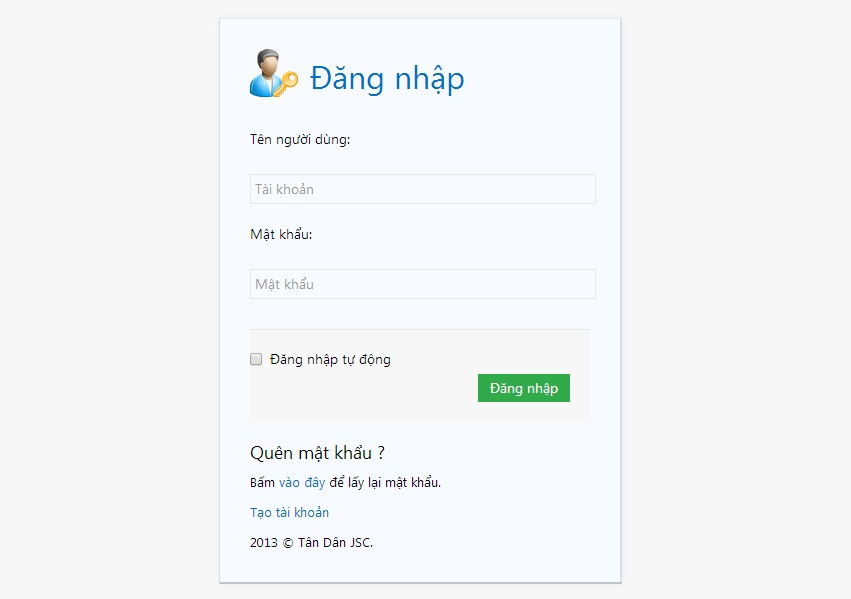 Đăng nhập
Tên người dùng:
Tài khoản
Mật khẩu:
Mật khẩu
Đăng nhập tự động
Đăng nhập
Quên mật khẩu ?
Bấm vào đây để lấy lại mật khẩu.
Tạo tài khoản
2013 © Tân Dân JSC.